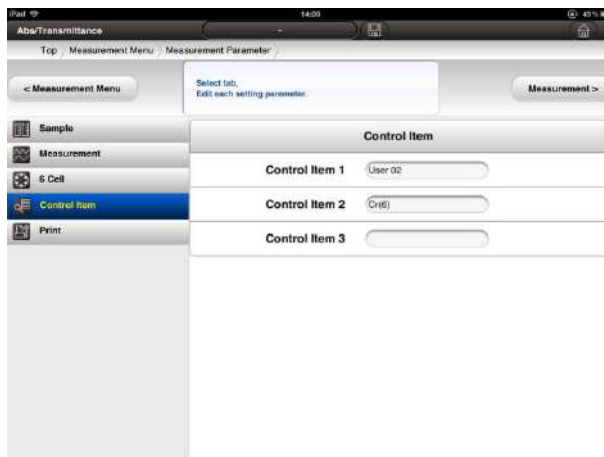 iPad 14:09 45%
Abs/Transmittance -
Top / Measurement Menu / Measurement Parameter /
< Measurement Menu
Select tab,
Edit each setting parameter.
Measurement >
Sample
Measurement
6 Cell
Control Item
Print
Control Item
Control Item 1 User 02
Control Item 2 Cr(6)
Control Item 3